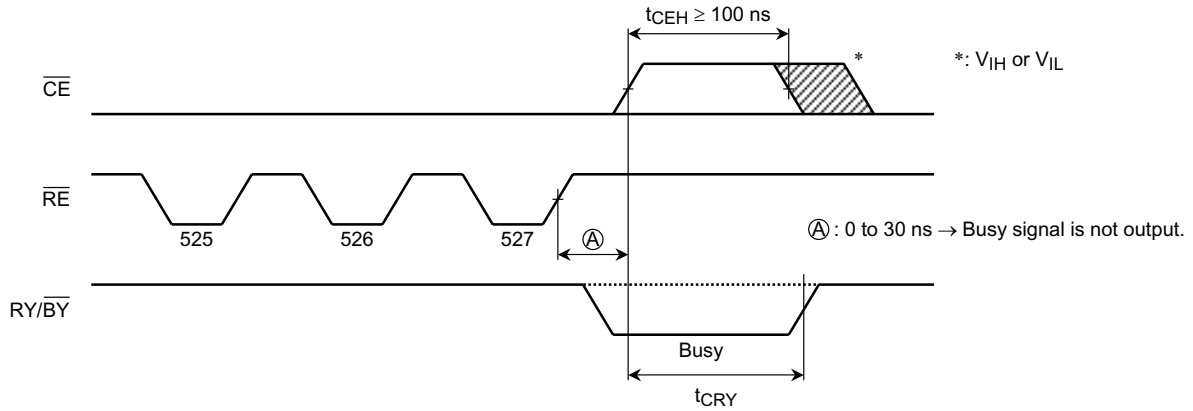 tCEH ≥ 100 ns
CE
*
*: VIH or VIL
RE
525
526
527
A
A : 0 to 30 ns → Busy signal is not output.
RY/BY
Busy
tCRY